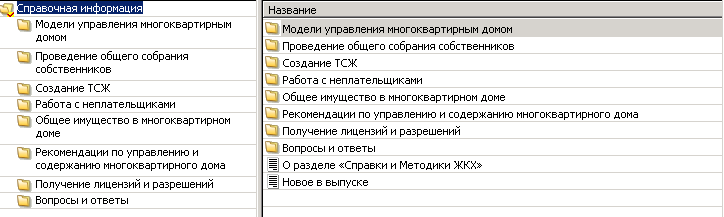 Справочная информация
Модели управления многоквартирным
домом
Проведение общего собрания
собственников
Создание ТСЖ
Работа с неплательщиками
Общее имущество в многоквартирном
доме
Рекомендации по управлению и
содержанию многоквартирного дома
Получение лицензий и разрешений
Вопросы и ответы
Название
Модели управления многоквартирным домом
Проведение общего собрания собственников
Создание ТСЖ
Работа с неплательщиками
Общее имущество в многоквартирном доме
Рекомендации по управлению и содержанию многоквартирного дома
Получение лицензий и разрешений
Вопросы и ответы
О разделе «Справки и Методики ЖКХ»
Новое в выпуске